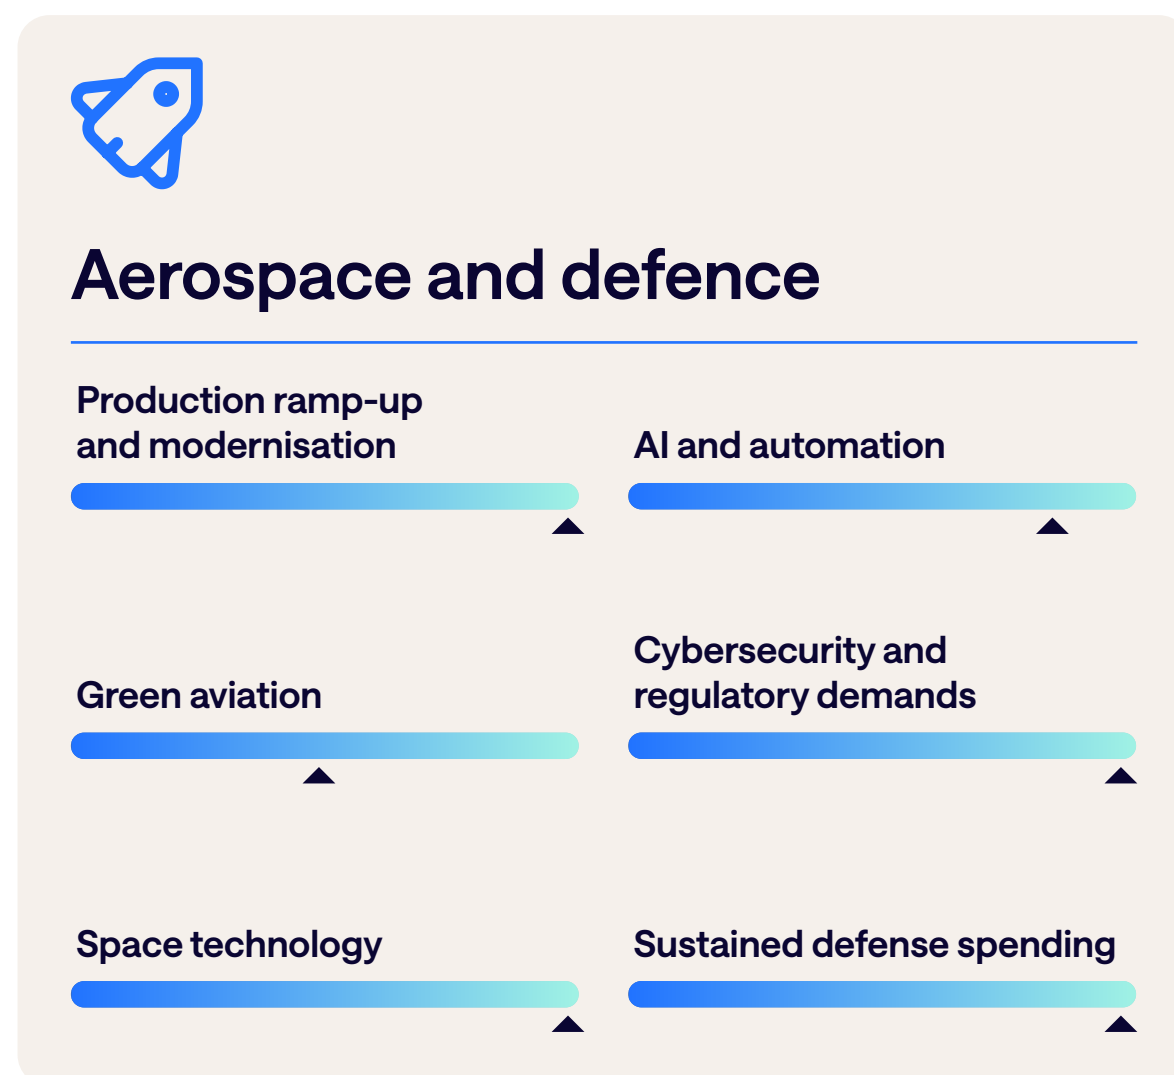 Aerospace and defence
Production ramp-up
and modernisation
AI and automation
Green aviation
Cybersecurity and
regulatory demands
Space technology
Sustained defense spending